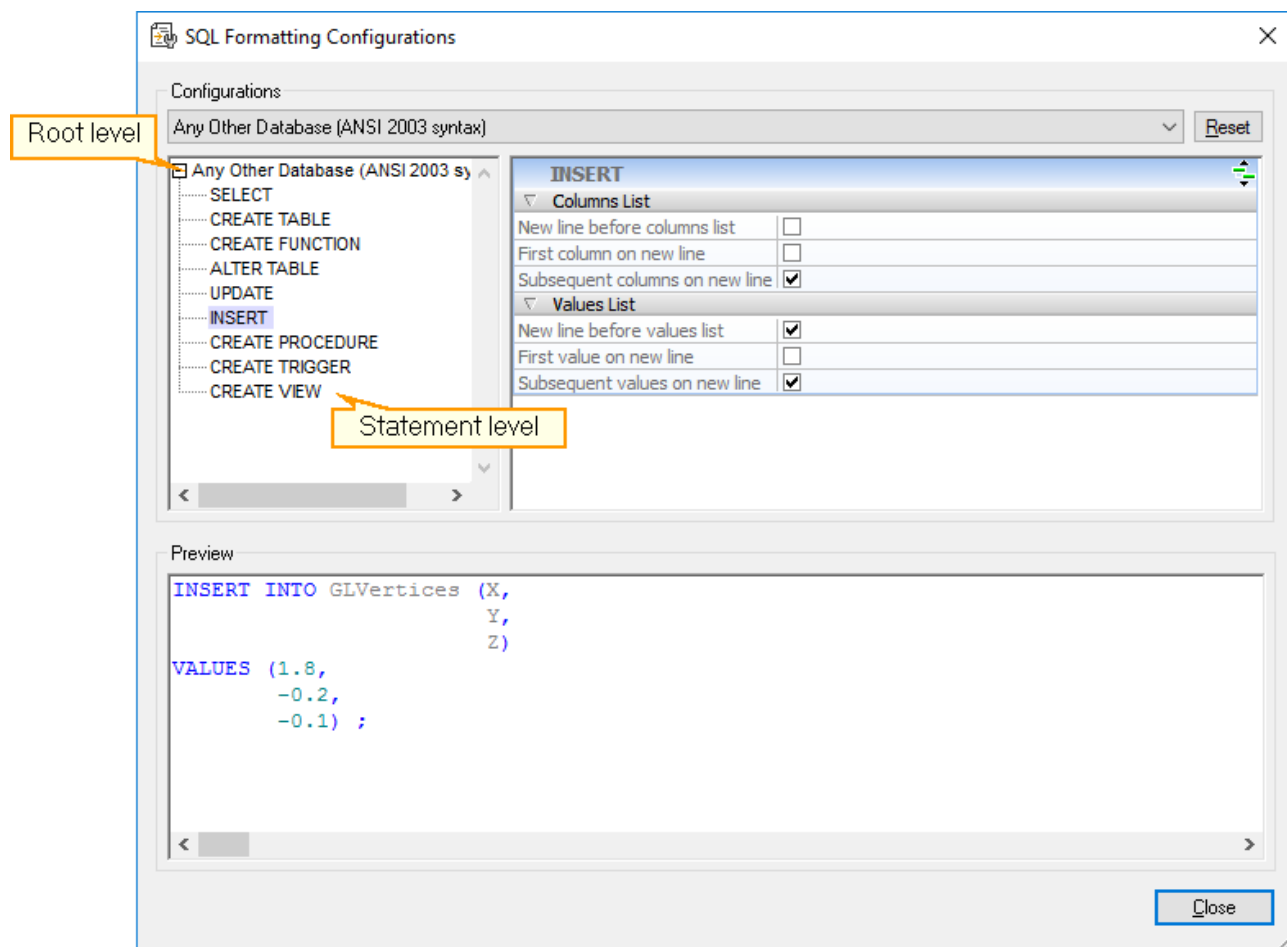 SQL Formatting Configurations
Configurations
Root level
Any Other Database (ANSI 2003 syntax)
Reset
Any Other Database (ANSI 2003 sy
SELECT
CREATE TABLE
CREATE FUNCTION
ALTER TABLE
UPDATE
INSERT
CREATE PROCEDURE
CREATE TRIGGER
CREATE VIEW
Statement level
INSERT
Columns List
New line before columns list
First column on new line
Subsequent columns on new line
Values List
New line before values list
First value on new line
Subsequent values on new line
Preview
INSERT INTO GLVertices (X,
Y,
Z)
VALUES (1.8,
-0.2,
-0.1) ;
Close